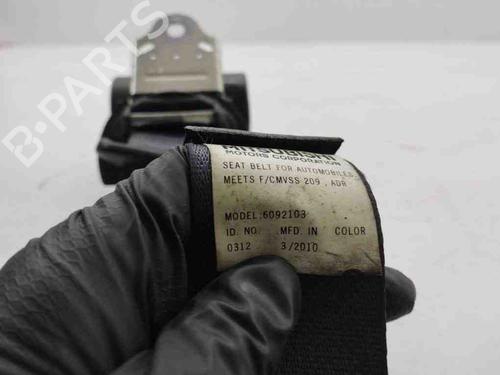 B-PARTS
MITSUBISHI
MOTORS CORPORATION
SEAT BELT FOR AUTOMOBILES
MEETS F/CMVSS 209 , ADR
MODEL:6092103
ID. NO. MFD. IN COLOR
0312 3/2010